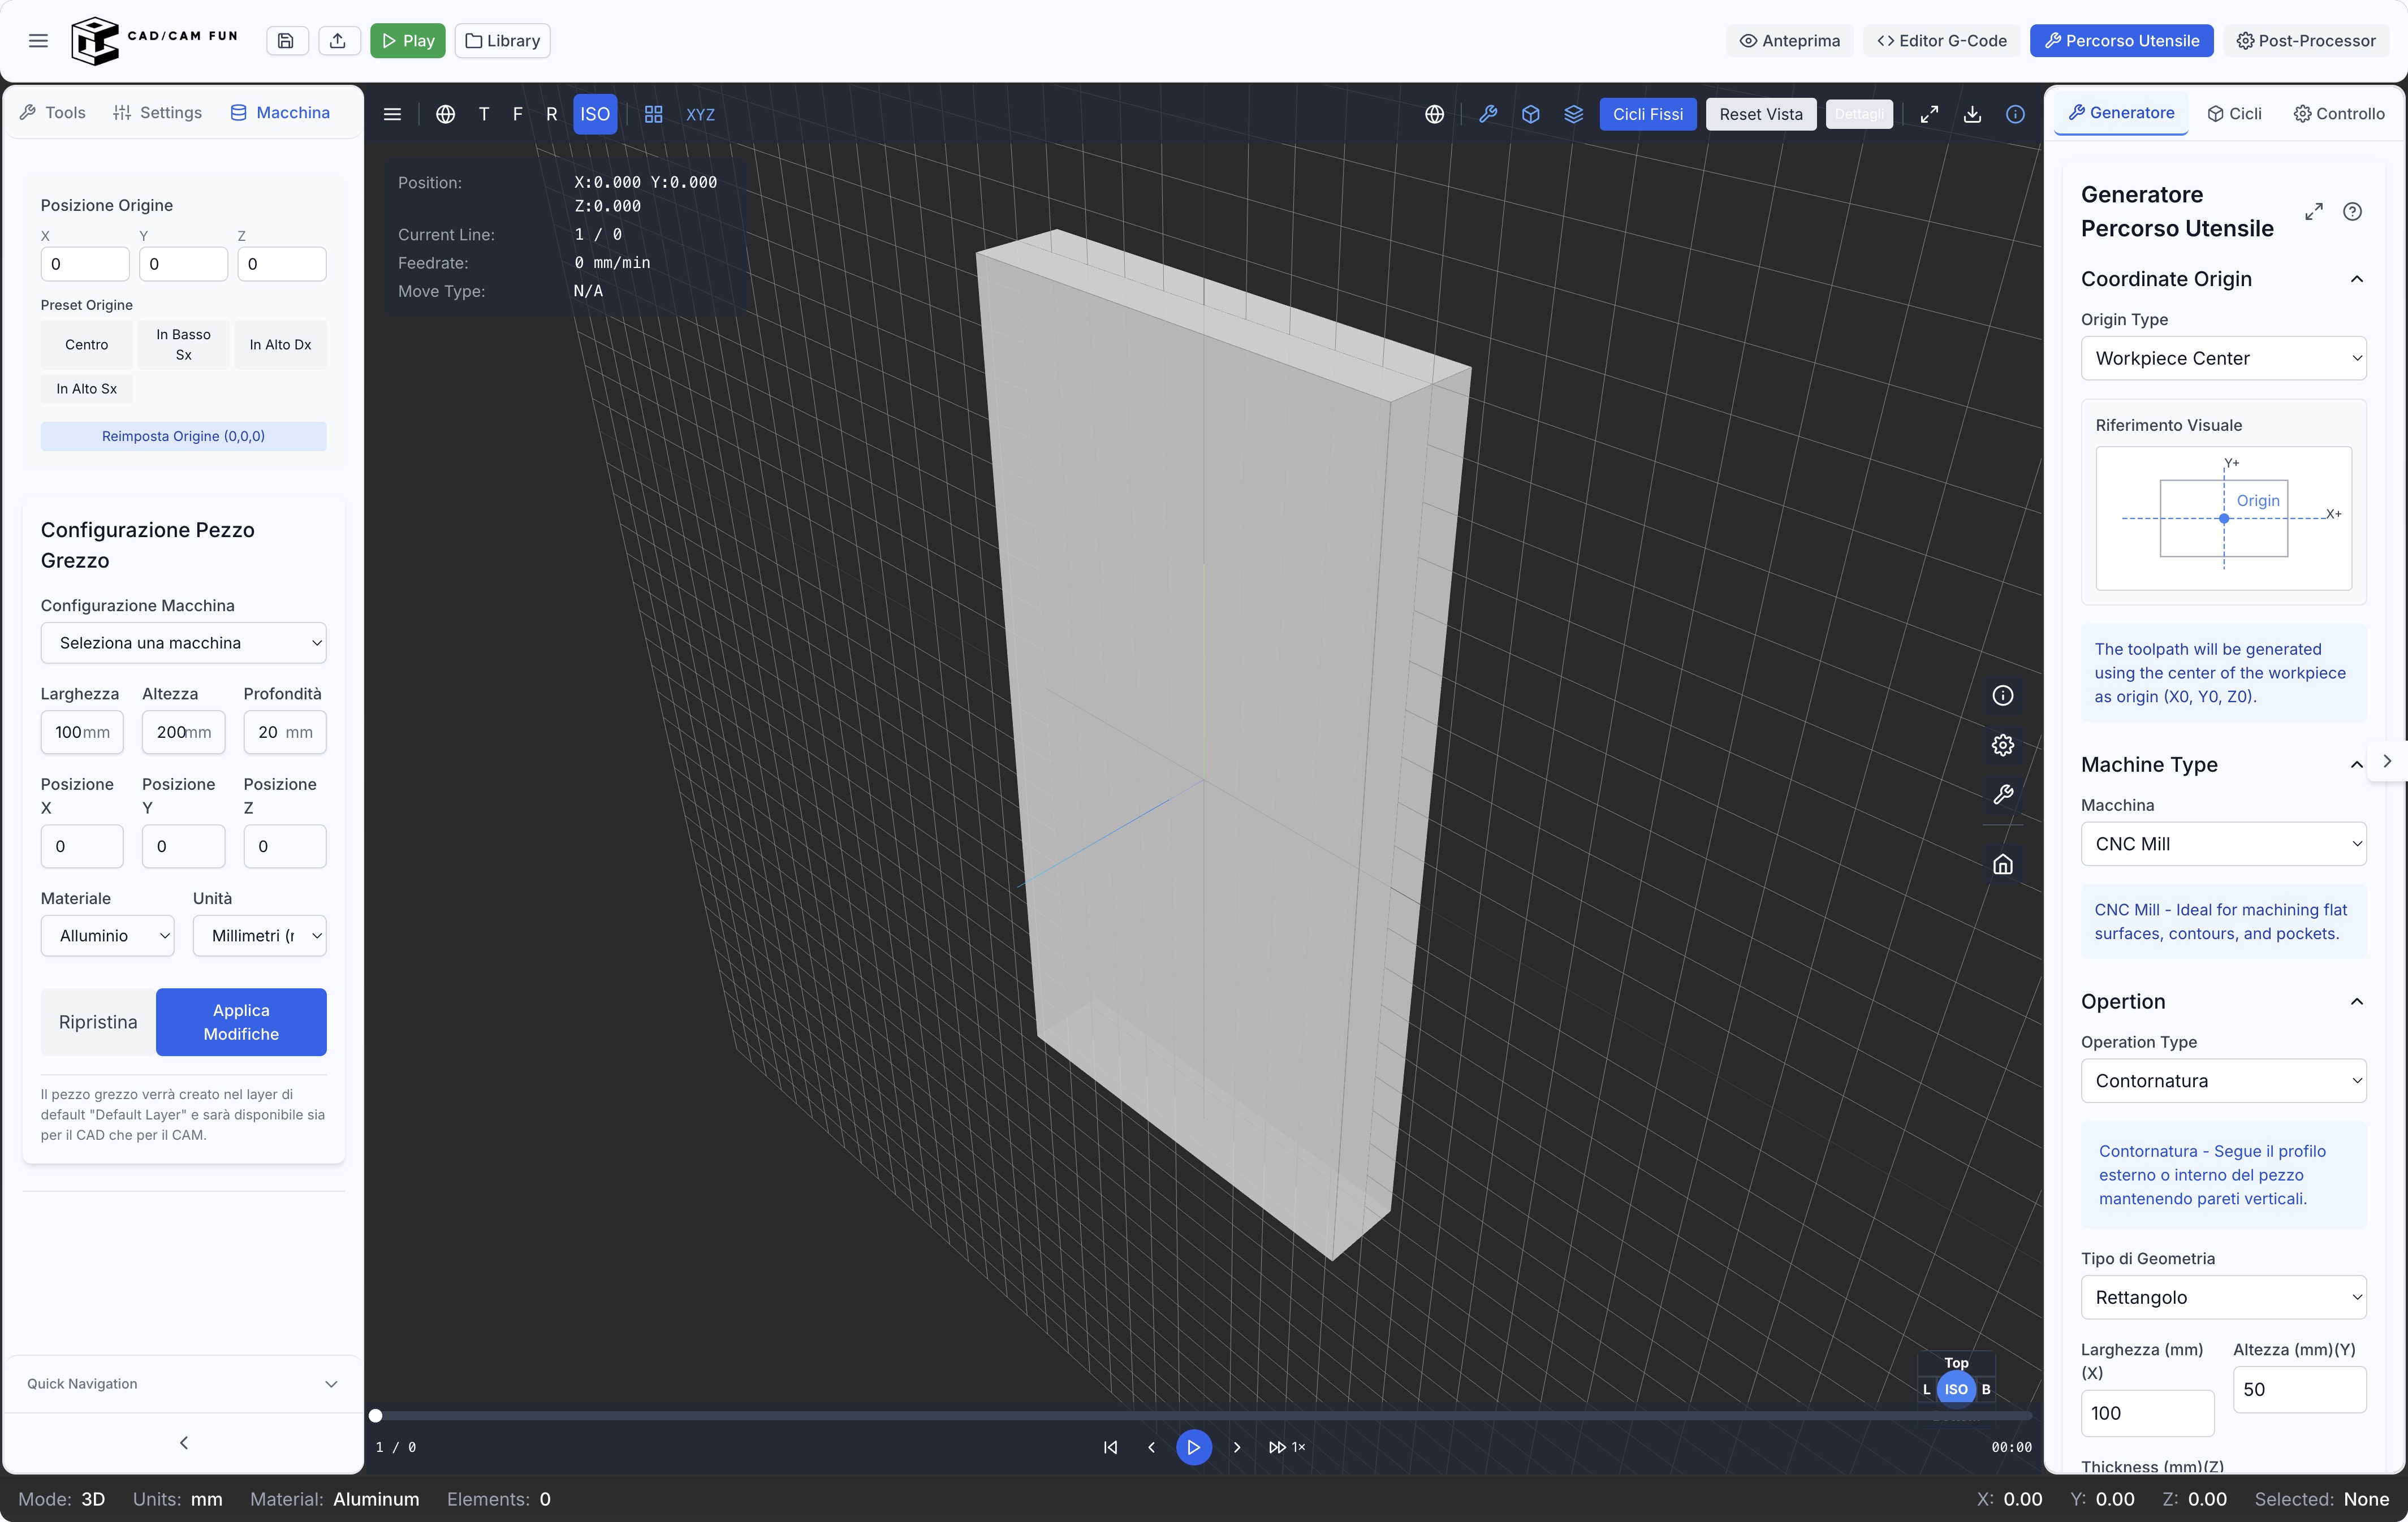 CAD/CAM FUN
Play
Library
Anteprima
Editor G-Code
Percorso Utensile
Post-Processor
Tools
Settings
Macchina
Posizione Origine
X
Y
Z
0
0
0
Preset Origine
Centro
In Basso
Sx
In Alto Dx
In Alto Sx
Reimposta Origine (0,0,0)
Configurazione Pezzo
Grezzo
Configurazione Macchina
Seleziona una macchina
Larghezza
Altezza
Profondità
100mm
200mm
20 mm
Posizione
X
Posizione
Y
Posizione
Z
0
0
0
Materiale
Unità
Alluminio
Millimetri (r
Ripristina
Applica
Modifiche
Il pezzo grezzo verrà creato nel layer di
default "Default Layer" e sarà disponibile sia
per il CAD che per il CAM.
Quick Navigation
T
F
R
ISO
XYZ
Cicli Fissi
Reset Vista
Dettagli
Position: X:0.000 Y:0.000
Z:0.000
Current Line: 1 / 0
Feedrate: 0 mm/min
Move Type: N/A
Top
L
ISO
B
1 / 0
1×
00:00
Generatore
Cicli
Controllo
Generatore
Percorso Utensile
Coordinate Origin
Origin Type
Workpiece Center
Riferimento Visuale
Y+
Origin
X+
The toolpath will be generated
using the center of the workpiece
as origin (X0, Y0, Z0).
Machine Type
Macchina
CNC Mill
CNC Mill - Ideal for machining flat
surfaces, contours, and pockets.
Opertion
Operation Type
Contornatura
Contornatura - Segue il profilo
esterno o interno del pezzo
mantenendo pareti verticali.
Tipo di Geometria
Rettangolo
Larghezza (mm)
(X)
Altezza (mm)(Y)
100
50
Thickness (mm)(Z)
Mode: 3D
Units: mm
Material: Aluminum
Elements: 0
X: 0.00
Y: 0.00
Z: 0.00
Selected: None